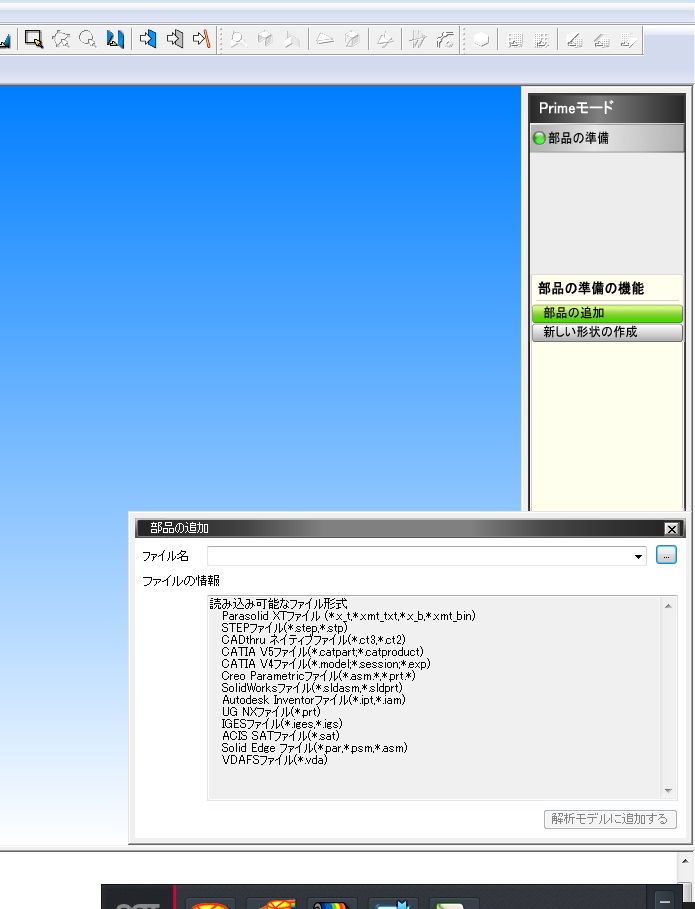 Primeモード
部品の準備
部品の準備の機能
部品の追加
新しい形状の作成
部品の追加
ファイル名
...
ファイルの情報
読み込み可能なファイル形式
Parasolid XTファイル (*.x_t,*.xmt_txt,*.x_b,*.xmt_bin)
STEPファイル(*.step,*.stp)
CADthru ネイティブファイル(*.ct3,*.ct2)
CATIA V5ファイル(*.catpart;*.catproduct)
CATIA V4ファイル(*.model;*.session;*.exp)
Creo Parametricファイル(*.asm.*,*.prt.*)
SolidWorksファイル(*.sldasm,*.sldprt)
Autodesk Inventorファイル(*.ipt,*.iam)
UG NXファイル(*.prt)
IGESファイル(*.iges,*.igs)
ACIS SATファイル(*.sat)
Solid Edge ファイル(*.par,*.psm,*.asm)
VDAFSファイル(*.vda)
解析モデルに追加する